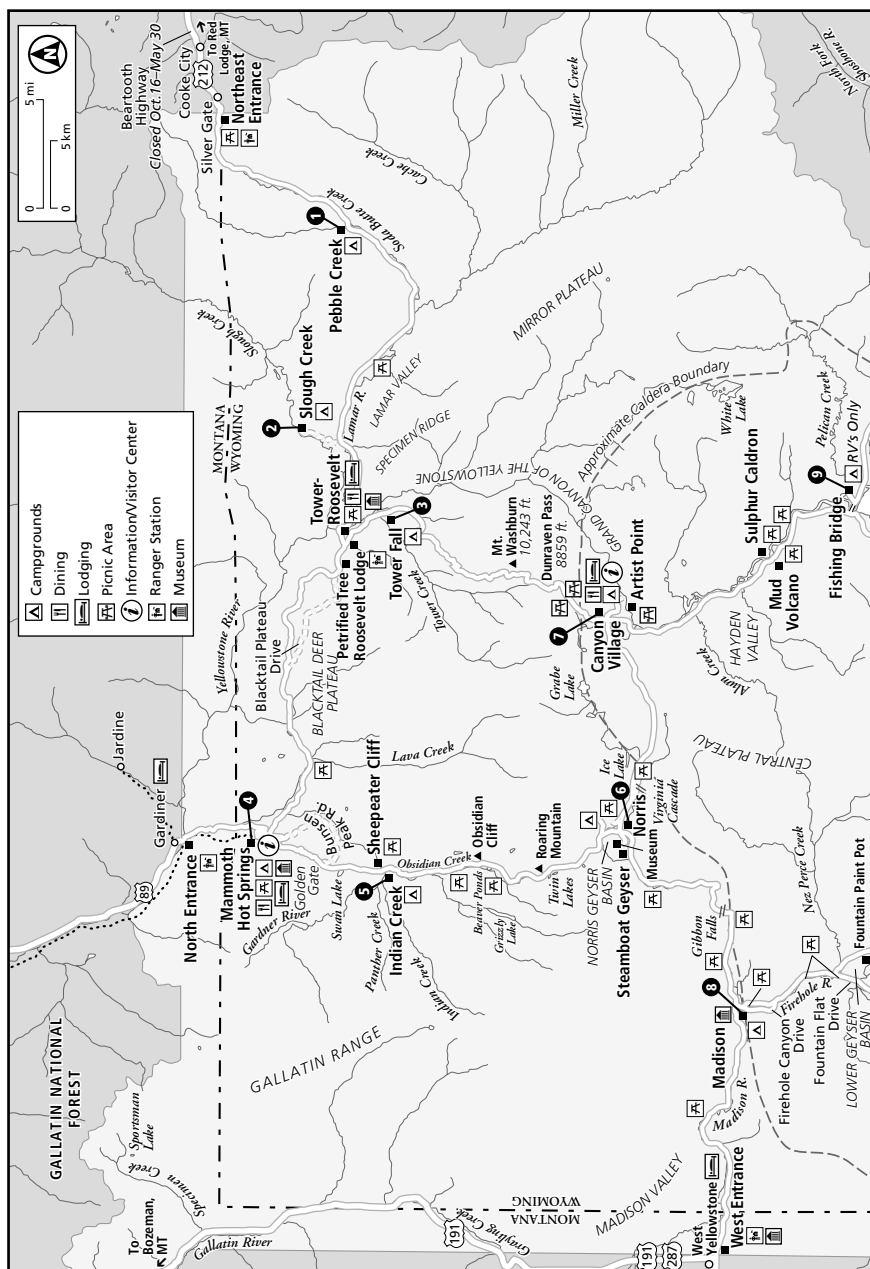 GALLATIN NATIONAL
FOREST
To
Bozeman,
MT
Specimen Creek
Sportsman
Lake
Gallatin River
191
Grayling Creek
191
287
MONTANA
WYOMING
West
Yellowstone
West Entrance
MADISON VALLEY
Madison R.
Madison
8
GALLATIN RANGE
89
Gardiner
Jardine
North Entrance
Mammoth
Hot Springs
4
Golden
Gate
Bunsen
Peak Rd.
Gardner River
Swan Lake
Sheepeater Cliff
Panther Creek
5
Indian Creek
Indian Creek
Obsidian Creek
Beaver Ponds
Grizzly
Lake
Obsidian
Cliff
Roaring
Mountain
Twin
Lakes
NORRIS GEYSER
BASIN
Steamboat Geyser
Museum
Norris
6
Ice
Lake
Virginia
Cascade
Gibbon
Falls
Firehole R.
Firehole Canyon
Drive
Fountain Flat
Drive
LOWER GEYSER
BASIN
Fountain Paint Pot
Nez Perce Creek
CENTRAL PLATEAU
Lava Creek
Yellowstone River
Blacktail Plateau
Drive
BLACKTAIL DEER
PLATEAU
Petrified Tree
Roosevelt Lodge
Tower-
Roosevelt
Tower Fall
3
Tower Creek
Mt.
Washburn
10,243 ft.
Dunraven Pass
8859 ft.
Grabe
Lake
7
Canyon
Village
Artist Point
GRAND CANYON OF THE YELLOWSTONE
Approximate Caldera Boundary
HAYDEN
VALLEY
Alum Creek
Sulphur Caldron
Mud
Volcano
Fishing Bridge
9
RV's Only
Pelican Creek
White
Lake
MIRROR PLATEAU
SPECIMEN RIDGE
LAMAR VALLEY
Lamar R.
MONTANA
WYOMING
2
Slough Creek
Slough Creek
1
Pebble Creek
Soda Butte Creek
Cache Creek
Miller Creek
North Fork
Shoshone R.
Beartooth
Highway
Closed Oct.16–May 30
Silver Gate
Cooke City
212
To Red
Lodge, MT
Northeast
Entrance
Campgrounds
Dining
Lodging
Picnic Area
i Information/Visitor Center
Ranger Station
Museum
0 5 mi
0 5 km
N